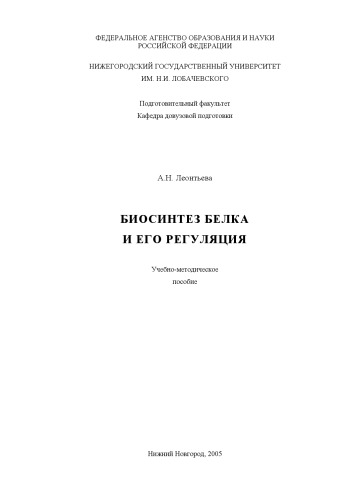 ФЕДЕРАЛЬНОЕ АГЕНСТВО ОБРАЗОВАНИЯ И НАУКИ
РОССИЙСКОЙ ФЕДЕРАЦИИ
НИЖЕГОРОДСКИЙ ГОСУДАРСТВЕННЫЙ УНИВЕРСИТЕТ
ИМ. Н.И. ЛОБАЧЕВСКОГО
Подготовительный факультет
Кафедра довузовой подготовки
А.Н. Леонтьева
БИОСИНТЕЗ БЕЛКА
И ЕГО РЕГУЛЯЦИЯ
Учебно-методическое
пособие
Нижний Новгород, 2005